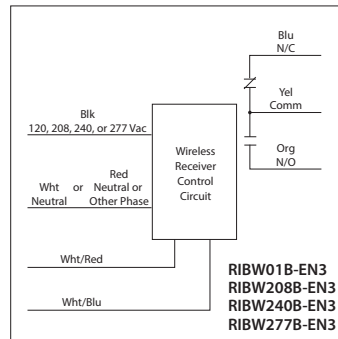 Blu
N/C
Yel
Comm
Org
N/O
Blk
120, 208, 240, or 277 Vac
Wireless
Receiver
Control
Circuit
Red
Wht or Neutral or
Neutral Other Phase
Wht/Red
Wht/Blu
RIBW01B-EN3
RIBW208B-EN3
RIBW240B-EN3
RIBW277B-EN3